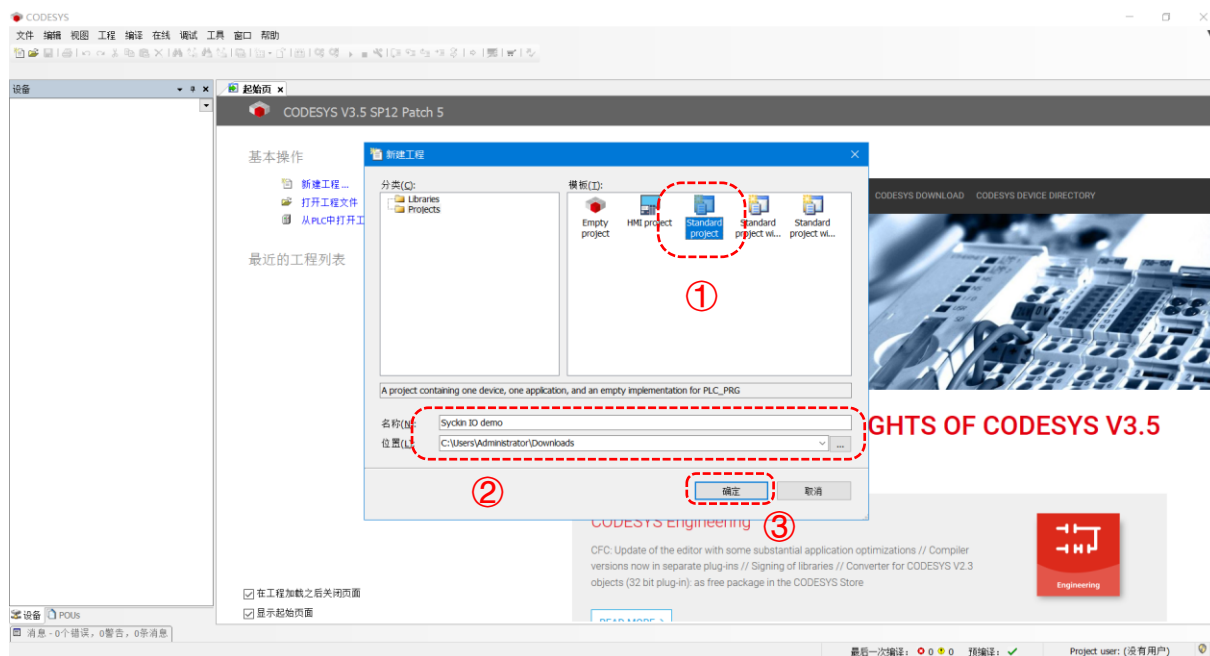 CODESYS
文件 编辑 视图 工程 编译 在线 调试 工具 窗口 帮助
设备
起始页
CODESYS V3.5 SP12 Patch 5
基本操作
新建工程...
打开工程文件
从PLC中打开工
最近的工程列表
新建工程
分类(C):
Libraries
Projects
模板(T):
Empty project
HMI project
Standard project
Standard project wi...
Standard project wi...
①
A project containing one device, one application, and an empty implementation for PLC_PRG
名称(N):
Syckin IO demo
位置(L):
C:\Users\Administrator\Downloads
...
②
确定
取消
③
CODESYS DOWNLOAD CODESYS DEVICE DIRECTORY
GHTS OF CODESYS V3.5
CODESYS Engineering
CFC: Update of the editor with some substantial application optimizations // Compiler
versions now in separate plug-ins // Signing of libraries // Converter for CODESYS V2.3
objects (32 bit plug-in): as free package in the CODESYS Store
READ MORE >
Engineering
在工程加载之后关闭页面
显示起始页面
设备 POUs
消息 - 0个错误, 0警告, 0条消息
最后一次编译: 0 0 预编译: Project user: (没有用户)